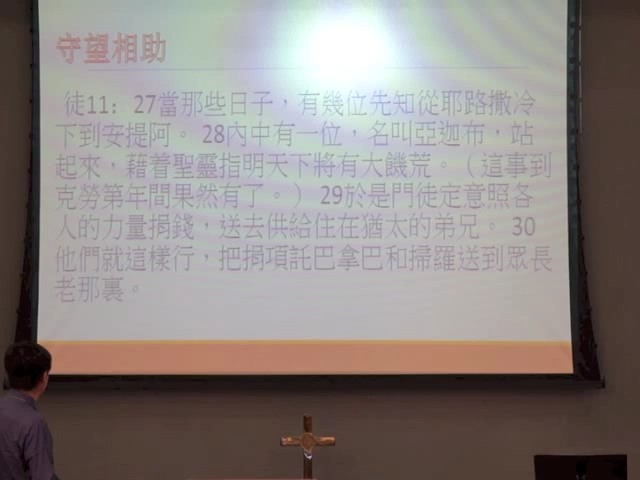 守望相助
徒11：27當那些日子，有幾位先知從耶路撒冷
下到安提阿。28內中有一位，名叫亞迦布，站
起來，藉着聖靈指明天下將有大饑荒。（這事到
克勞第年間果然有了。）29於是門徒定意照各
人的力量捐錢，送去供給住在猶太的弟兄。30
他們就這樣行，把捐項託巴拿巴和掃羅送到眾長
老那裏。